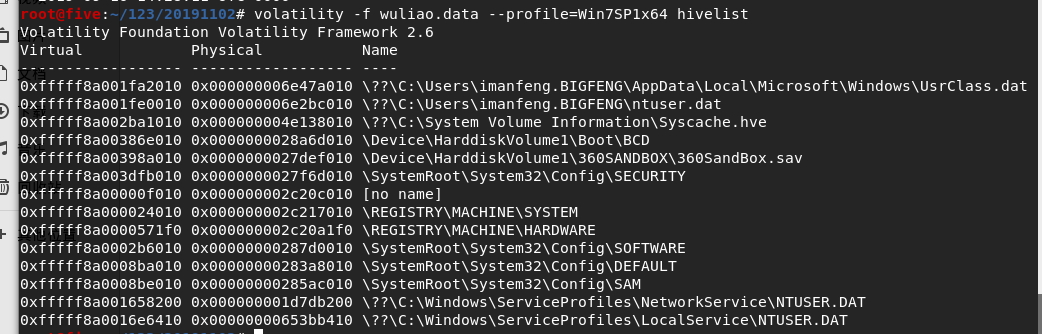 root@five:~/123/20191102# volatility -f wuliao.data --profile=Win7SP1x64 hivelist
Volatility Foundation Volatility Framework 2.6
Virtual            Physical           Name
------------------ ------------------ ----
0xfffff8a001fa2010 0x000000006e47a010 \??\C:\Users\imanfeng.BIGFENG\AppData\Local\Microsoft\Windows\UsrClass.dat
0xfffff8a001fe0010 0x000000006e2bc010 \??\C:\Users\imanfeng.BIGFENG\ntuser.dat
0xfffff8a002ba1010 0x000000004e138010 \??\C:\System Volume Information\Syscache.hve
0xfffff8a00386e010 0x0000000028a6d010 \Device\HarddiskVolume1\Boot\BCD
0xfffff8a00398a010 0x0000000027def010 \Device\HarddiskVolume1\360SANDBOX\360SandBox.sav
0xfffff8a003dfb010 0x0000000027f6d010 \SystemRoot\System32\Config\SECURITY
0xfffff8a00000f010 0x000000002c20c010 [no name]
0xfffff8a000024010 0x000000002c217010 \REGISTRY\MACHINE\SYSTEM
0xfffff8a0000571f0 0x000000002c20a1f0 \REGISTRY\MACHINE\HARDWARE
0xfffff8a0002b6010 0x00000000287d0010 \SystemRoot\System32\Config\SOFTWARE
0xfffff8a0008ba010 0x00000000283a8010 \SystemRoot\System32\Config\DEFAULT
0xfffff8a0008be010 0x00000000285ac010 \SystemRoot\System32\Config\SAM
0xfffff8a001658200 0x000000001d7db200 \??\C:\Windows\ServiceProfiles\NetworkService\NTUSER.DAT
0xfffff8a0016e6410 0x00000000653bb410 \??\C:\Windows\ServiceProfiles\LocalService\NTUSER.DAT